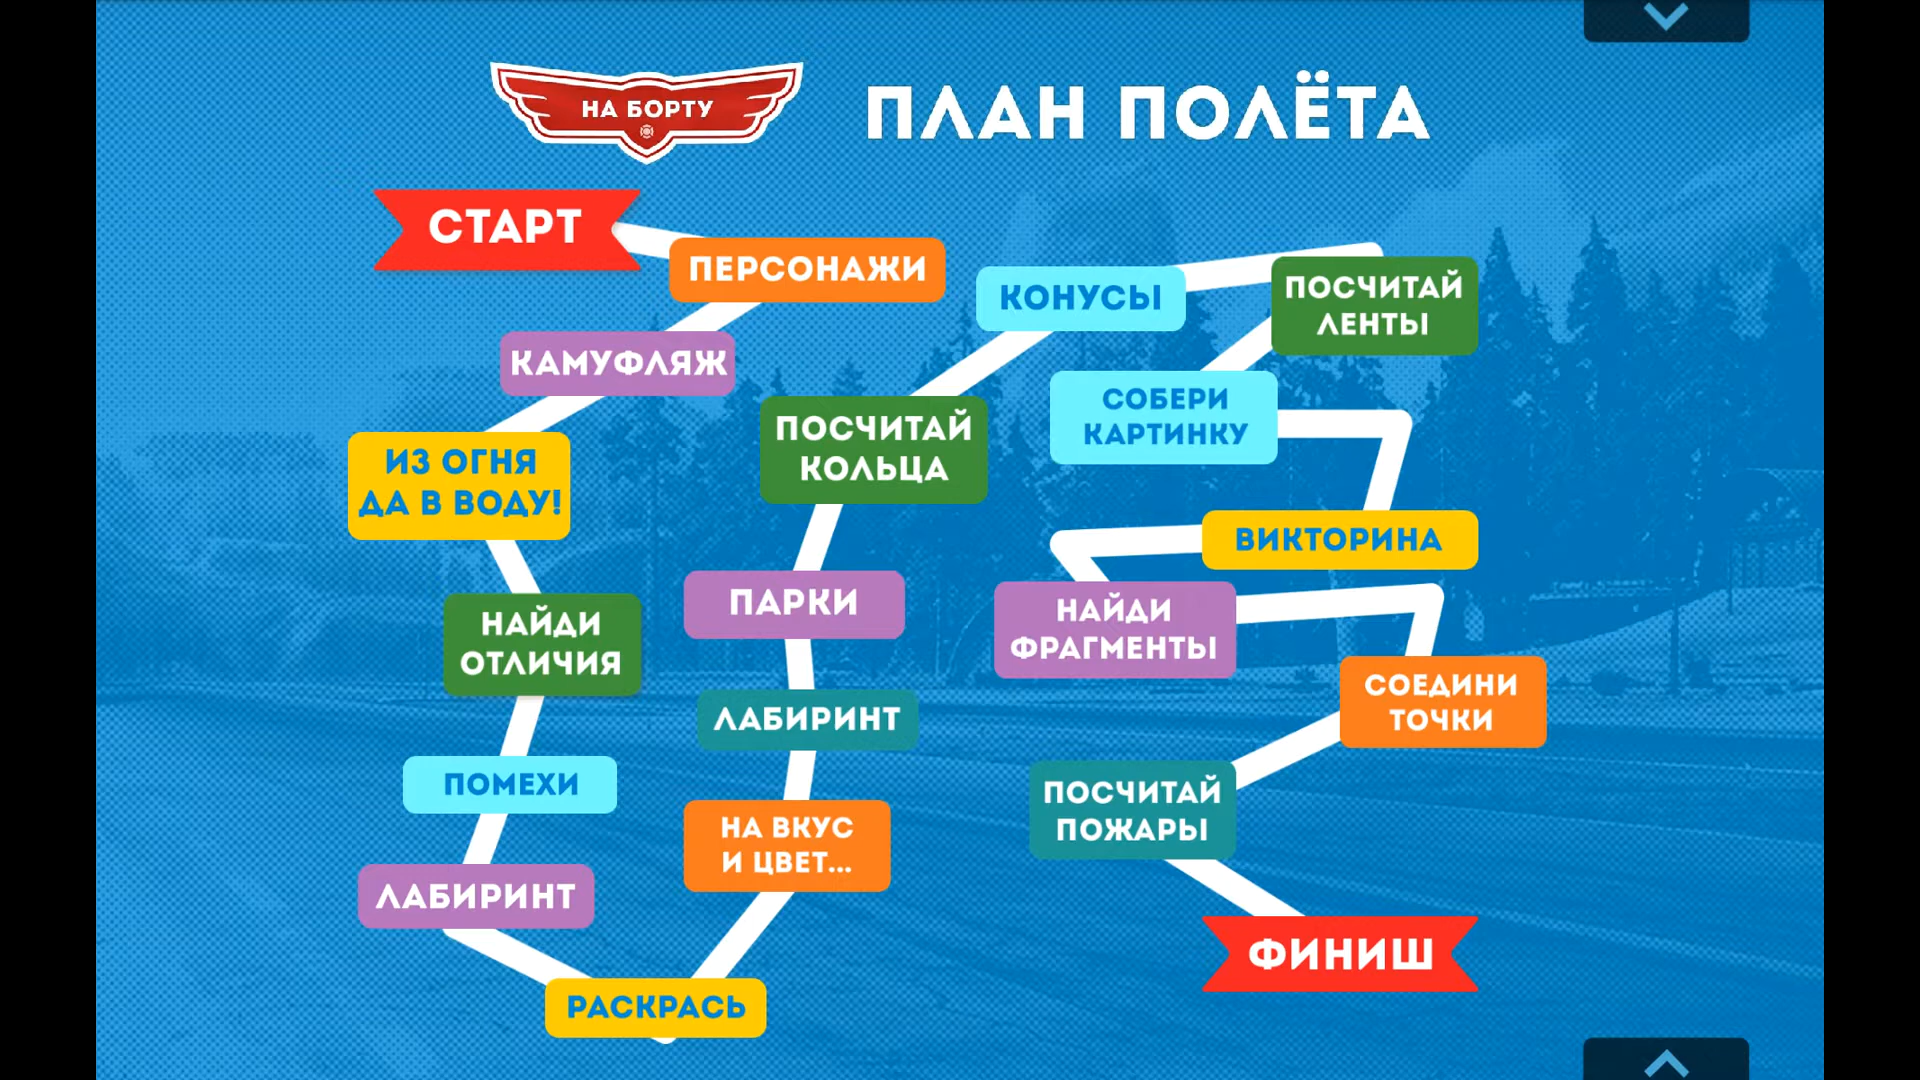 НА БОРТУ
ПЛАН ПОЛЁТА
СТАРТ
ПЕРСОНАЖИ
КАМУФЛЯЖ
ИЗ ОГНЯ
ДА В ВОДУ!
НАЙДИ
ОТЛИЧИЯ
ПОМЕХИ
ЛАБИРИНТ
РАСКРАСЬ
НА ВКУС
И ЦВЕТ...
ЛАБИРИНТ
ПАРКИ
ПОСЧИТАЙ
КОЛЬЦА
КОНУСЫ
ПОСЧИТАЙ
ЛЕНТЫ
СОБЕРИ
КАРТИНКУ
ВИКТОРИНА
НАЙДИ
ФРАГМЕНТЫ
СОЕДИНИ
ТОЧКИ
ПОСЧИТАЙ
ПОЖАРЫ
ФИНИШ